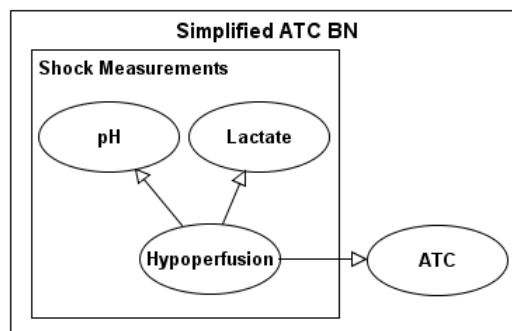 Simplified ATC BN
Shock Measurements
pH
Lactate
Hypoperfusion
ATC